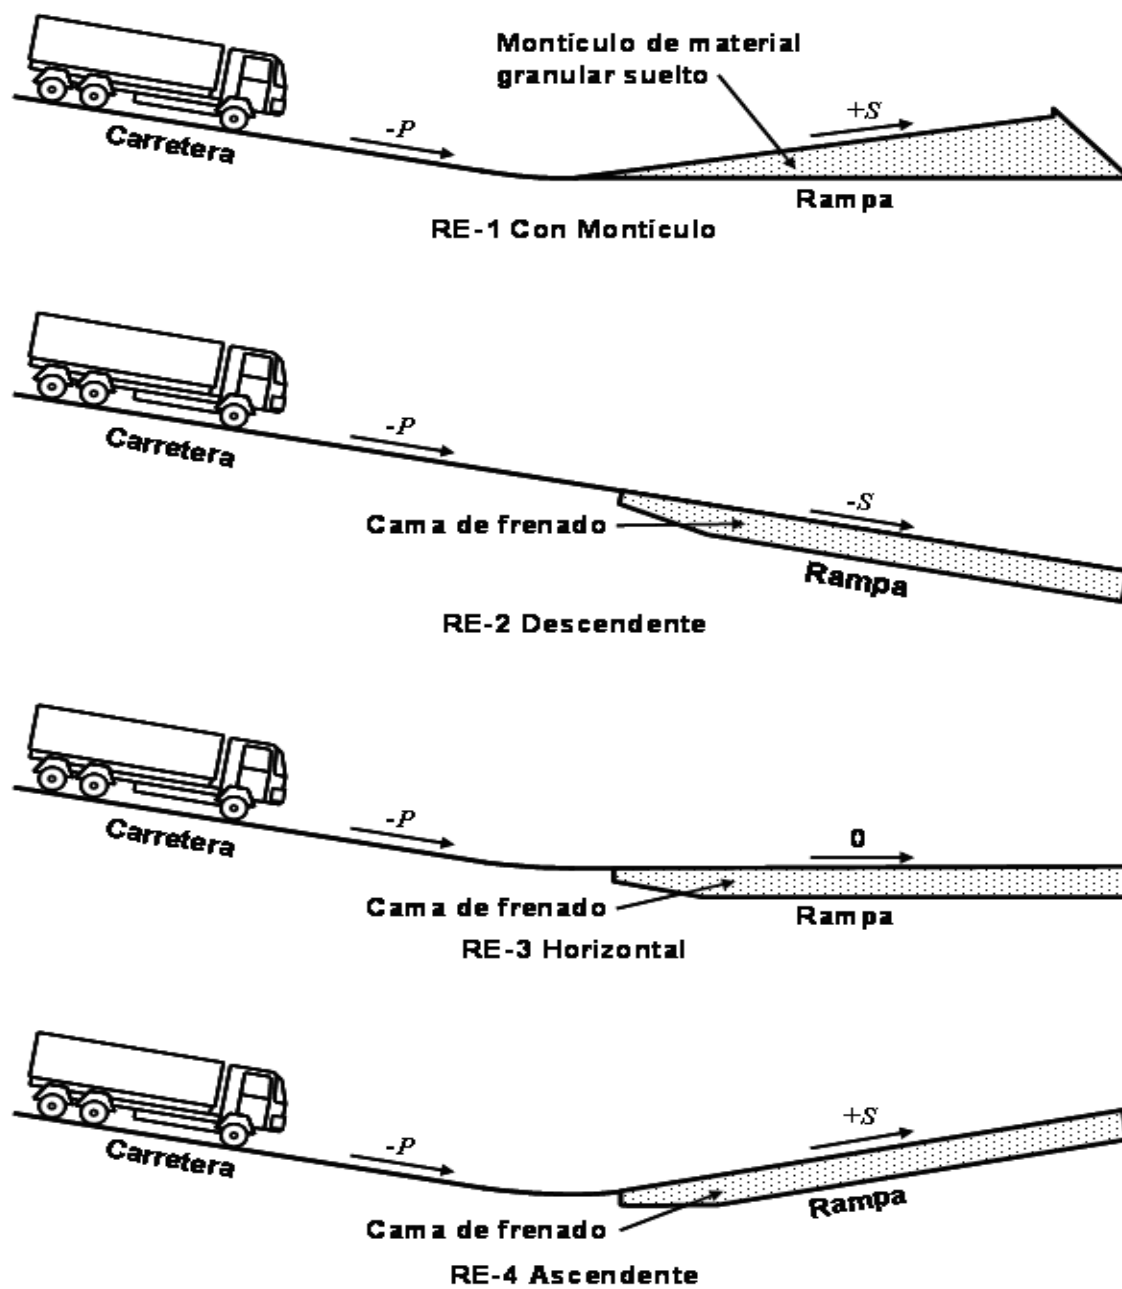 Montículo de material
granular suelto
-P
+S
Carretera
Rampa
RE-1 Con Montículo
-P
Carretera
Cama de frenado
-S
Rampa
RE-2 Descendente
-P
Carretera
0
Cama de frenado
Rampa
RE-3 Horizontal
-P
Carretera
+S
Rampa
Cama de frenado
RE-4 Ascendente